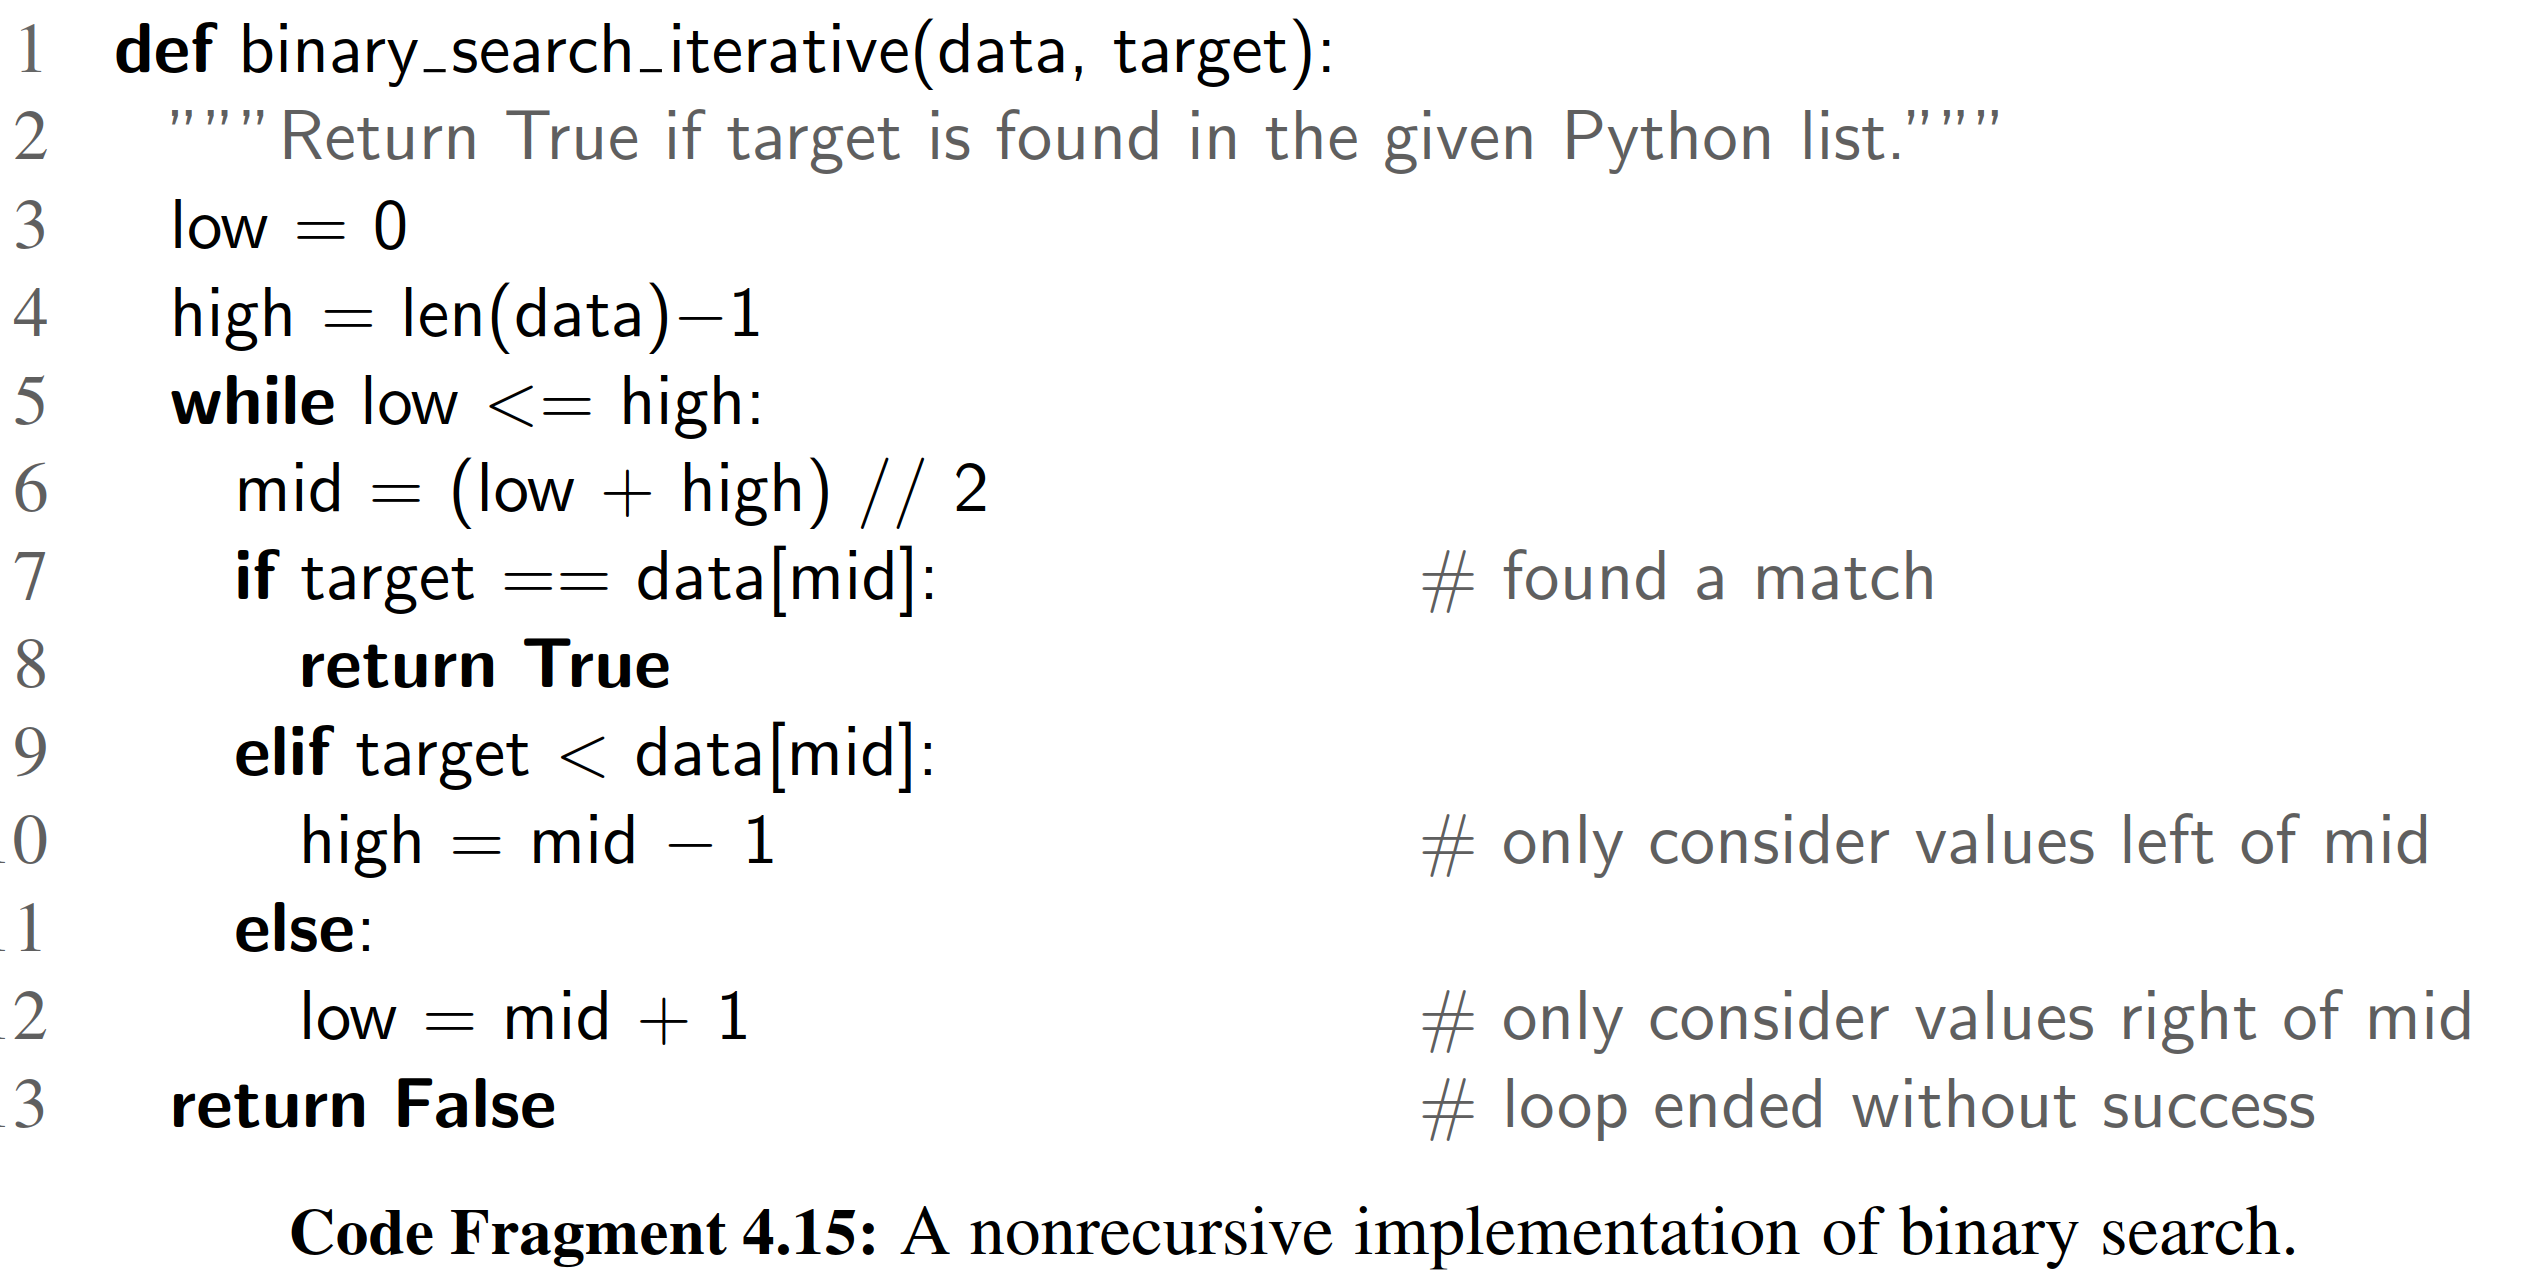 1 def binary_search_iterative(data, target):
2 """Return True if target is found in the given Python list."""
3 low = 0
4 high = len(data)−1
5 while low <= high:
6 mid = (low + high) // 2
7 if target == data[mid]: # found a match
8 return True
9 elif target < data[mid]:
10 high = mid − 1 # only consider values left of mid
11 else:
12 low = mid + 1 # only consider values right of mid
13 return False # loop ended without success
Code Fragment 4.15: A nonrecursive implementation of binary search.